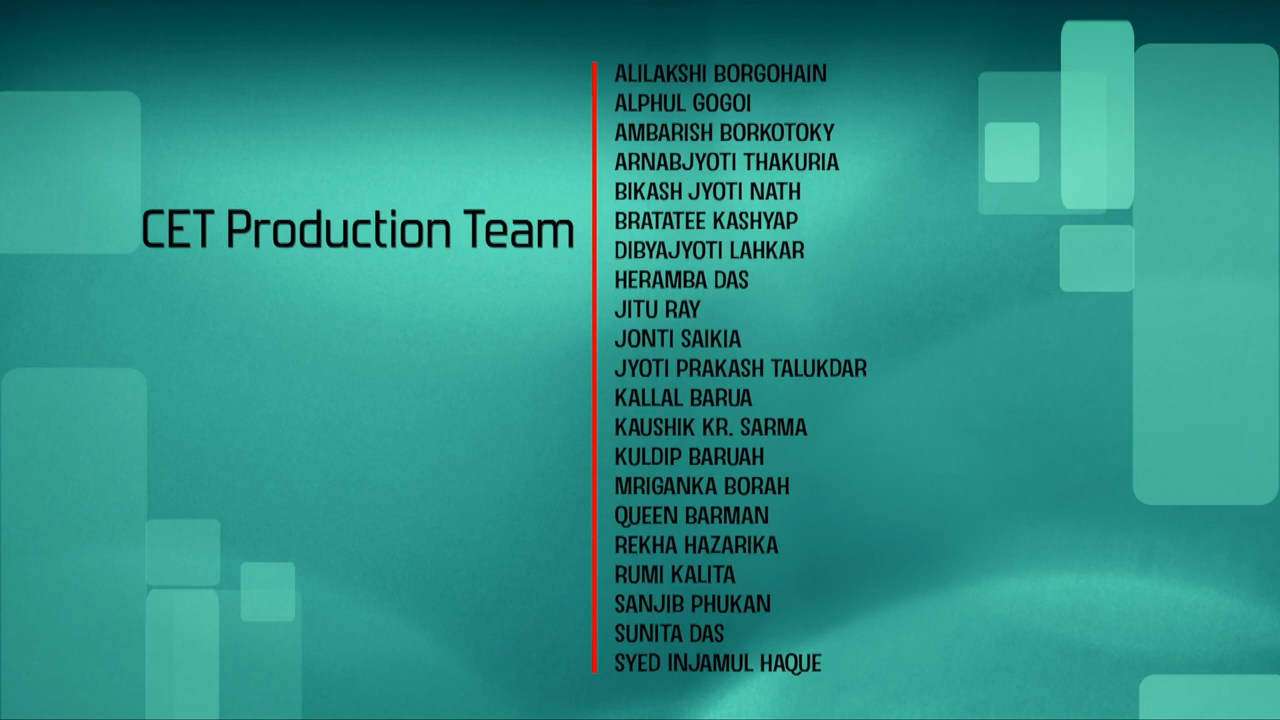 CET Production Team
ALILAKSHI BORGOHAIN
ALPHUL GOGOI
AMBARISH BORKOTOKY
ARNABJYOTI THAKURIA
BIKASH JYOTI NATH
BRATATEE KASHYAP
DIBYAJYOTI LAHKAR
HERAMBA DAS
JITU RAY
JONTI SAIKIA
JYOTI PRAKASH TALUKDAR
KALLAL BARUA
KAUSHIK KR. SARMA
KULDIP BARUAH
MRIGANKA BORAH
QUEEN BARMAN
REKHA HAZARIKA
RUMI KALITA
SANJIB PHUKAN
SUNITA DAS
SYED INJAMUL HAQUE